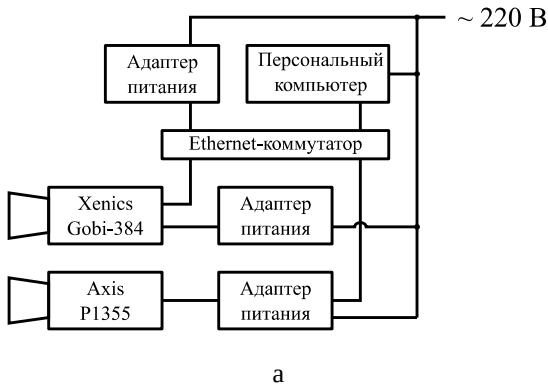 ~ 220 В
Адаптер
питания
Персональный
компьютер
Ethernet-коммутатор
Xenics
Gobi-384
Адаптер
питания
Axis
P1355
Адаптер
питания
а